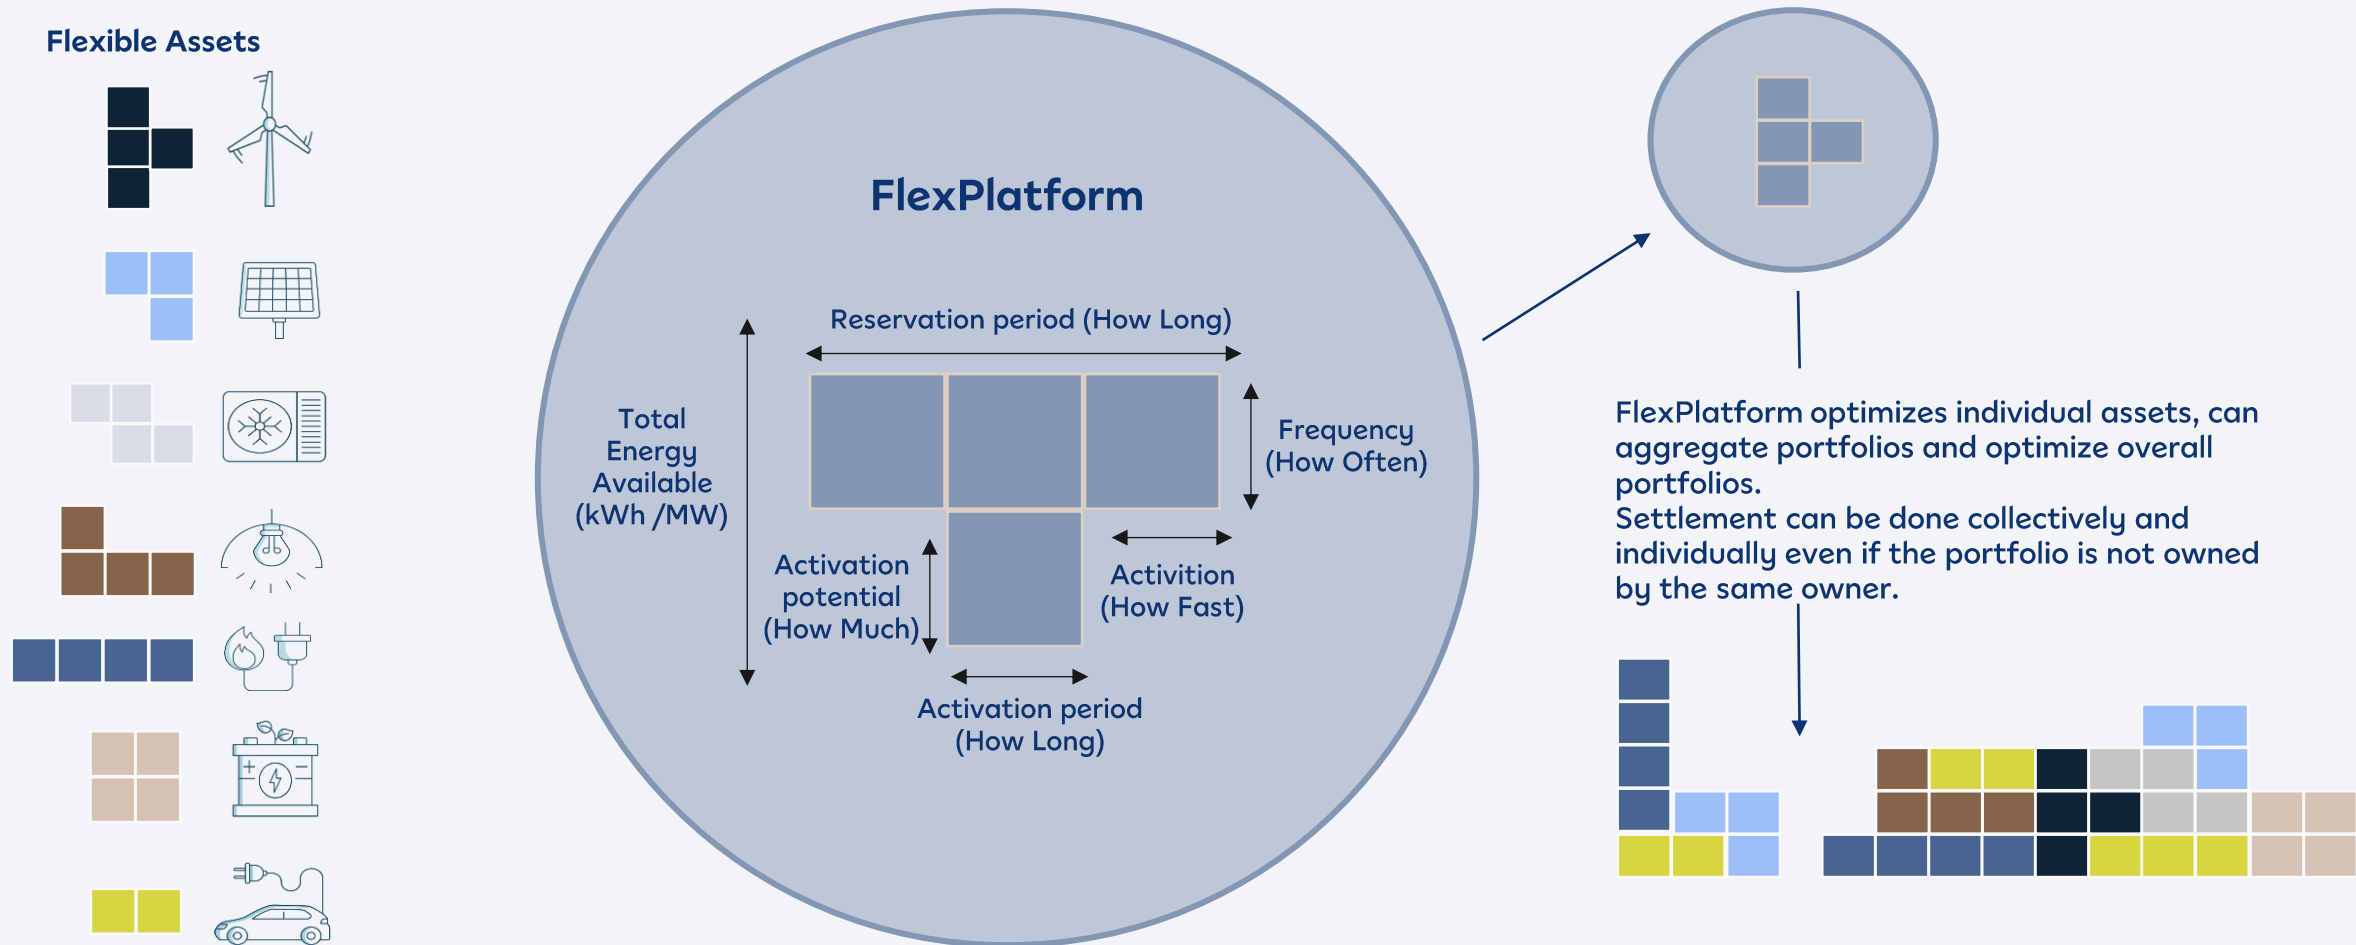 Flexible Assets
FlexPlatform
Reservation period (How Long)
Total
Energy
Available
(kWh /MW)
Frequency
(How Often)
Activation
potential
(How Much)
Activition
(How Fast)
Activation period
(How Long)
FlexPlatform optimizes individual assets, can
aggregate portfolios and optimize overall
portfolios.
Settlement can be done collectively and
individually even if the portfolio is not owned
by the same owner.